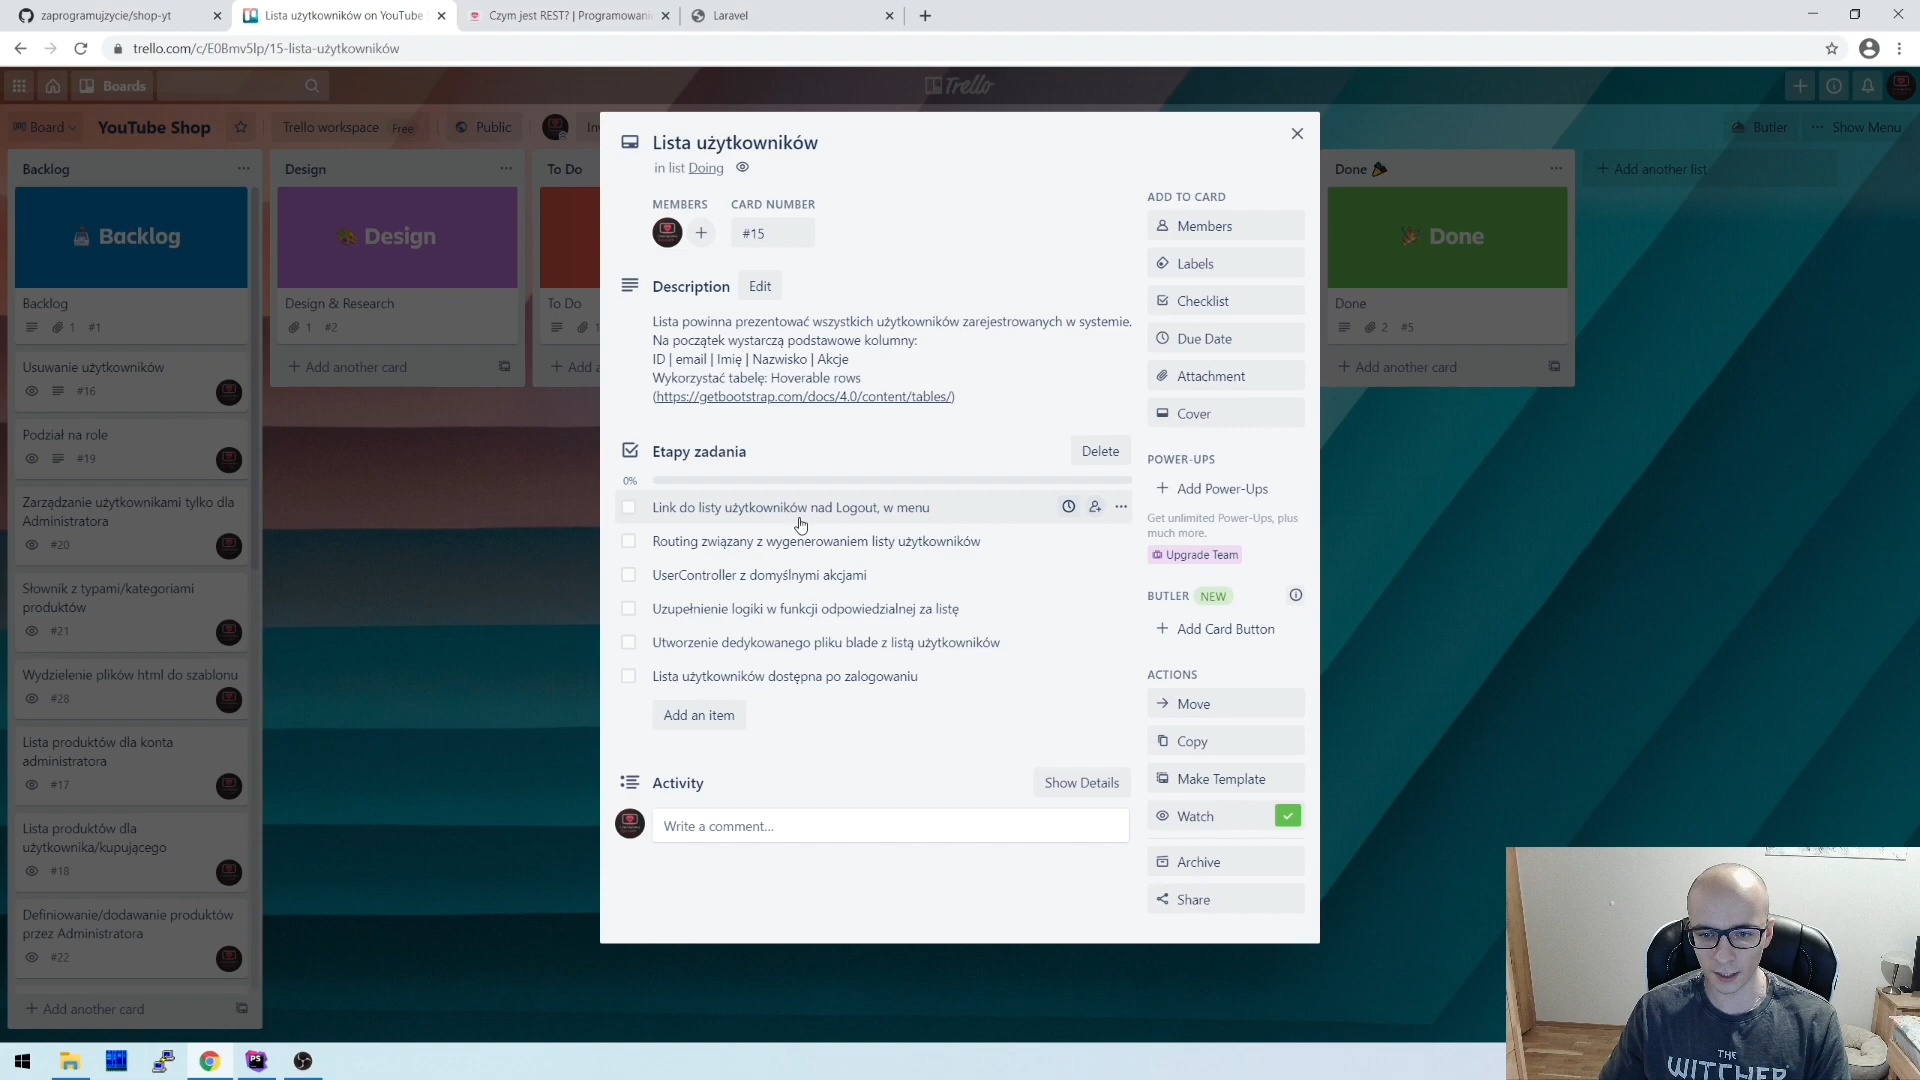 zaprogramujzycie/shop-yt
Lista użytkowników on YouTube S
Czym jest REST? | Programowani
Laravel
trello.com/c/E0Bmv5lp/15-lista-użytkowników
Boards
Trello
Board
YouTube Shop
Trello workspace Free
Public
Butler
Show Menu
Backlog
Backlog
Backlog
1 #1
Usuwanie użytkowników
#16
Podział na role
#19
Zarządzanie użytkownikami tylko dla
Administratora
#20
Słownik z typami/kategoriami
produktów
#21
Wydzielenie plików html do szablonu
#28
Lista produktów dla konta
administratora
#17
Lista produktów dla
użytkownika/kupującego
#18
Definiowanie/dodawanie produktów
przez Administratora
#22
+ Add another card
Design
Design
Design & Research
1 #2
+ Add another card
To Do
To Do
Lista użytkowników
in list Doing
MEMBERS
CARD NUMBER
#15
Description
Edit
Lista powinna prezentować wszystkich użytkowników zarejestrowanych w systemie.
Na początek wystarczą podstawowe kolumny:
ID | email | Imię | Nazwisko | Akcje
Wykorzystać tabelę: Hoverable rows
(https://getbootstrap.com/docs/4.0/content/tables/)
Etapy zadania
Delete
0%
Link do listy użytkowników nad Logout, w menu
Routing związany z wygenerowaniem listy użytkowników
UserController z domyślnymi akcjami
Uzupełnienie logiki w funkcji odpowiedzialnej za listę
Utworzenie dedykowanego pliku blade z listą użytkowników
Lista użytkowników dostępna po zalogowaniu
Add an item
Activity
Show Details
Write a comment...
ADD TO CARD
Members
Labels
Checklist
Due Date
Attachment
Cover
POWER-UPS
+ Add Power-Ups
Get unlimited Power-Ups, plus
much more.
Upgrade Team
BUTLER NEW
+ Add Card Button
ACTIONS
Move
Copy
Make Template
Watch
Archive
Share
Done
Done
Done
2 #5
+ Add another card
+ Add another list
PS
THE
WITCHER